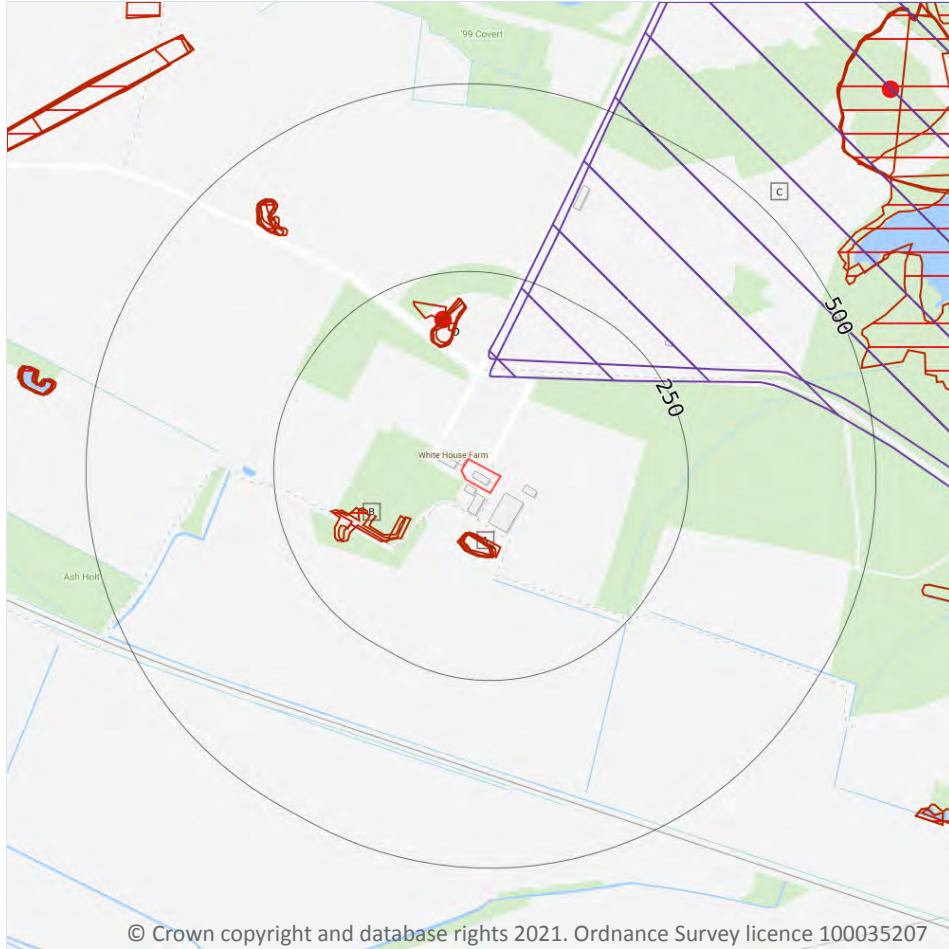 '99 Covert
C
500
D
250
White House Farm
B
A
Ash Holt
© Crown copyright and database rights 2021. Ordnance Survey licence 100035207